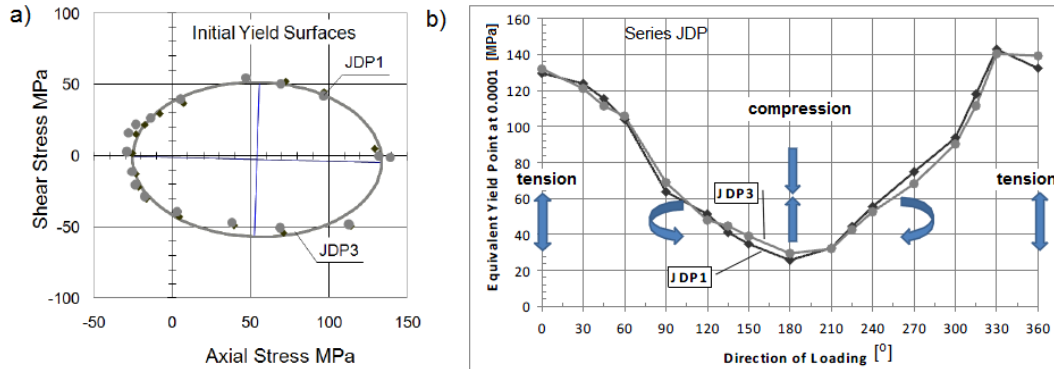 a)
Initial Yield Surfaces
JDP1
JDP3
Shear Stress MPa
100
50
0
-50
-100
-50 0 50 100 150
Axial Stress MPa
b)
Series JDP
Equivalent Yield Point at 0.0001 [MPa]
160
140
120
100
80
60
40
20
0
compression
tension
tension
JDP3
JDP1
0 30 60 90 120 150 180 210 240 270 300 330 360
Direction of Loading [o]